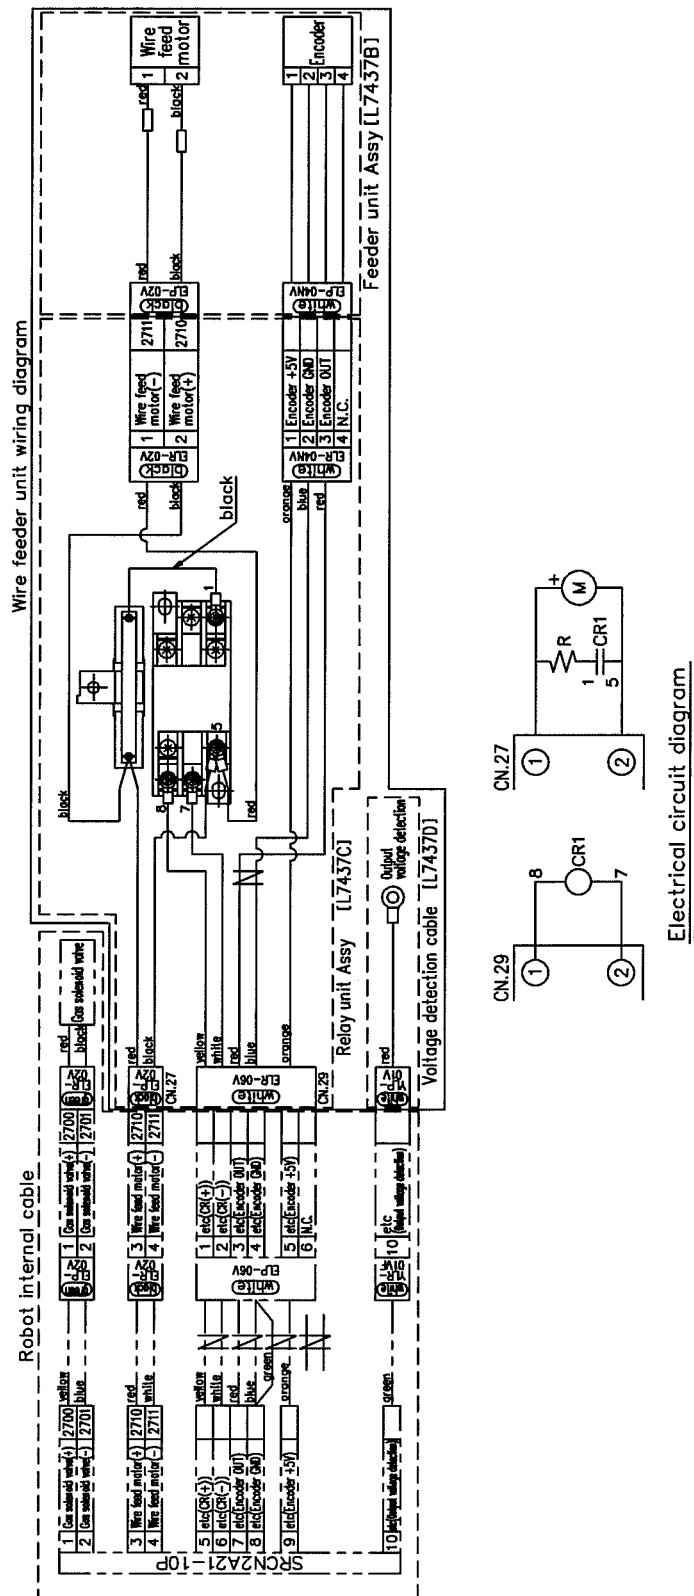 Wire feeder unit wiring diagram
Wire feed motor
1
2
red
black
red
black
ELP-02V
black
2711
2710
1 Wire feed motor(-)
2 Wire feed motor(+)
ELR-02V
black
red
black
Encoder
1
2
3
4
ELP-04NV
white
1 Encoder +5V
2 Encoder GND
3 Encoder OUT
4 N.C.
ELR-04NV
white
orange
blue
red
Feeder unit Assy [L7437B]
black
1
5
8
7
black
red
Relay unit Assy [L7437C]
Output voltage detection
Voltage detection cable [L7437D]
Robot internal cable
Gas solenoid valve
red
black
ELR-02V
1 Gas solenoid valve(+) 2700
2 Gas solenoid valve(-) 2701
ELP-02V
yellow
blue
1 Gas solenoid valve(+) 2700
2 Gas solenoid valve(-) 2701
red
black
CN.27
ELP-02V
black
3 Wire feed motor(+) 2710
4 Wire feed motor(-) 2711
ELR-02V
black
red
white
3 Wire feed motor(+) 2710
4 Wire feed motor(-) 2711
yellow
white
red
blue
orange
CN.29
ELR-06V
white
1 etc(CR(+))
2 etc(CR(-))
3 etc(Encoder OUT)
4 etc(Encoder GND)
5 etc(Encoder +5V)
6 N.C.
ELP-06V
white
yellow
white
red
blue
green
orange
5 etc(CR(+))
6 etc(CR(-))
7 etc(Encoder OUT)
8 etc(Encoder GND)
9 etc(Encoder +5V)
red
YLP-01V
white
10 etc (Output voltage detection)
YLR-01VF
white
green
10 etc(Output voltage detection)
SRCN2A21-10P
CN.27
1
2
+
M
R
CR1
1
5
CN.29
1
2
8
7
CR1
Electrical circuit diagram